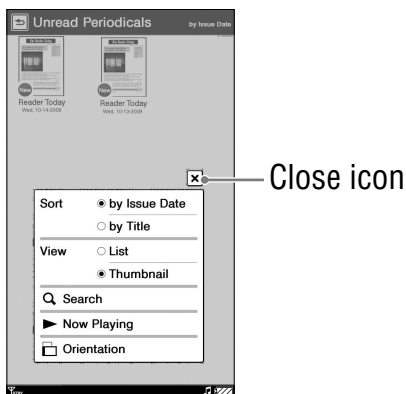 Unread Periodicals by Issue Date
New New
Reader Today Reader Today
Wed, 10-14-2009 Wed, 10-13-2009
Close icon
Sort by Issue Date
by Title
View List
Thumbnail
Search
Now Playing
Orientation